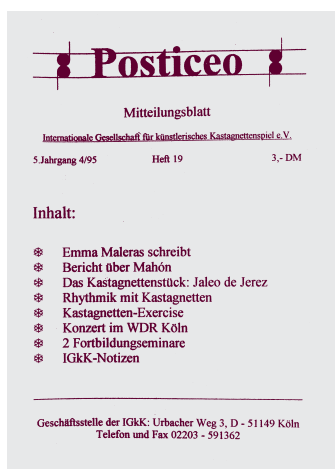 Posticeo
Mitteilungsblatt
Internationale Gesellschaft für künstlerisches Kastagnettenspiel e.V.
5.Jahrgang 4/95 Heft 19 3,- DM
Inhalt:
Emma Maleras schreibt
Bericht über Mahón
Das Kastagnettenstück: Jaleo de Jerez
Rhythmik mit Kastagnetten
Kastagnetten-Exercise
Konzert im WDR Köln
2 Fortbildungseminare
IGkK-Notizen
Geschäftsstelle der IGkK: Urbacher Weg 3, D - 51149 Köln
Telefon und Fax 02203 - 591362